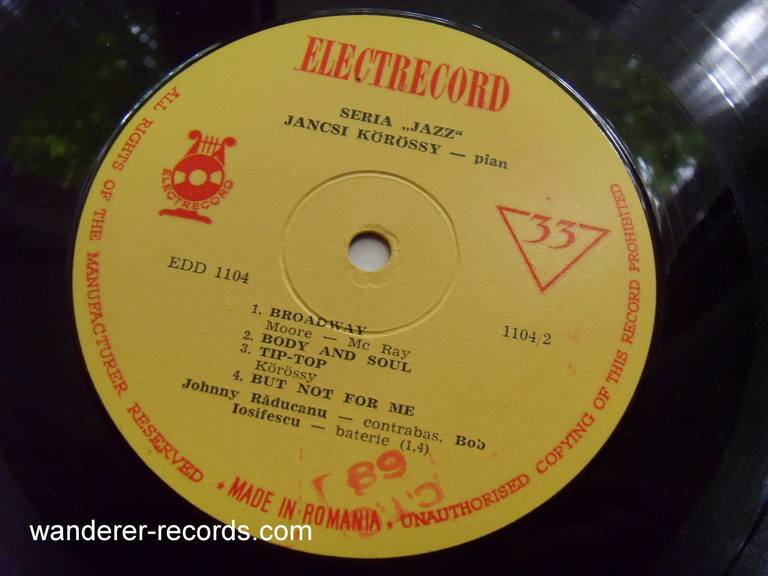 ELECTRECORD
SERIA „JAZZ“
JANCSI KÖRÖSSY — pian
ELECTRECORD
33
EDD 1104
1104/2
1. BROADWAY
Moore — Mc Ray
2. BODY AND SOUL
3. TIP-TOP
Körössy
4. BUT NOT FOR ME
Johnny Răducanu — contrabas, Bob
Iosifescu — baterie (1,4)
ALL RIGHTS OF THE MANUFACTURER RESERVED ★ MADE IN ROMANIA ★ UNAUTHORISED COPYING OF THIS RECORD PROHIBITED
wanderer-records.com